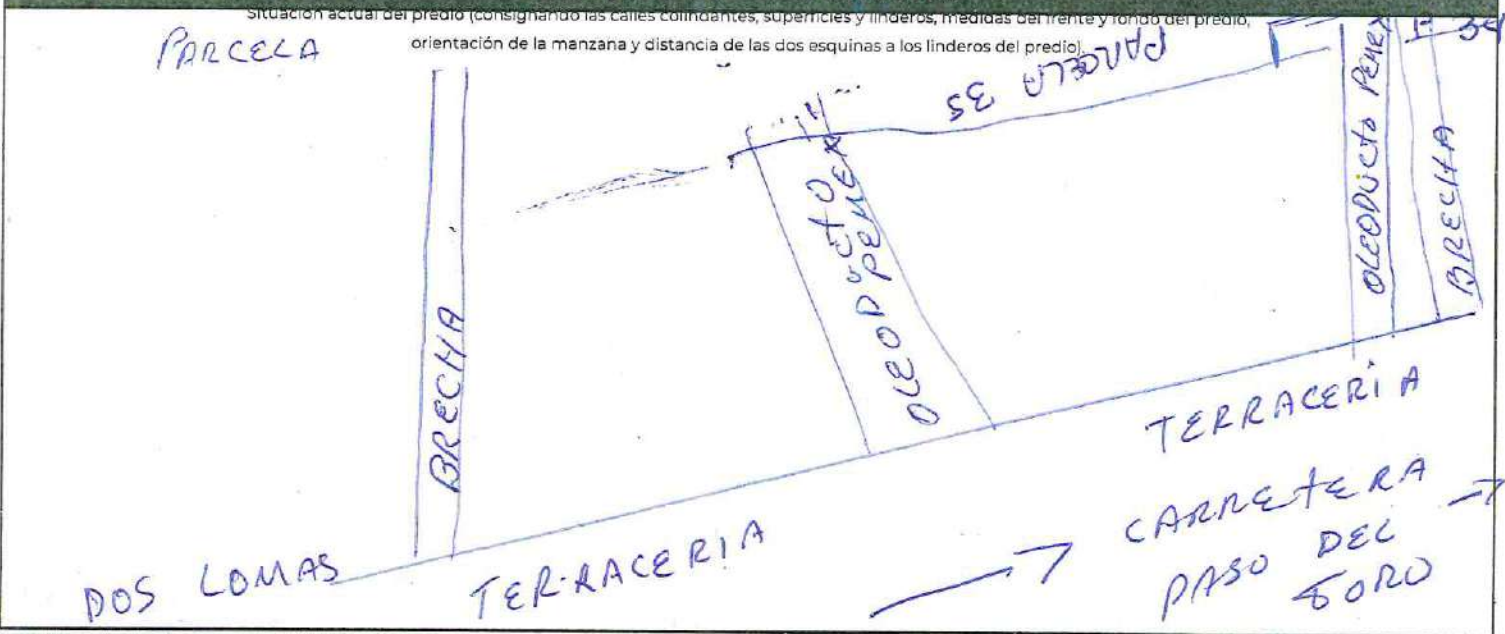 Situación actual del predio (consignando las calles colindantes, superficies y linderos, medidas del frente y fondo del predio,
orientación de la manzana y distancia de las dos esquinas a los linderos del predio).
PARCELA
PARCELA 35
BRECHA
OLEODUCTO
PEMEX
OLEODUCTO PEMEX
BRECHA
TERRACERIA
TERRACERIA
DOS LOMAS
CARRETERA
PASO DEL
TORO